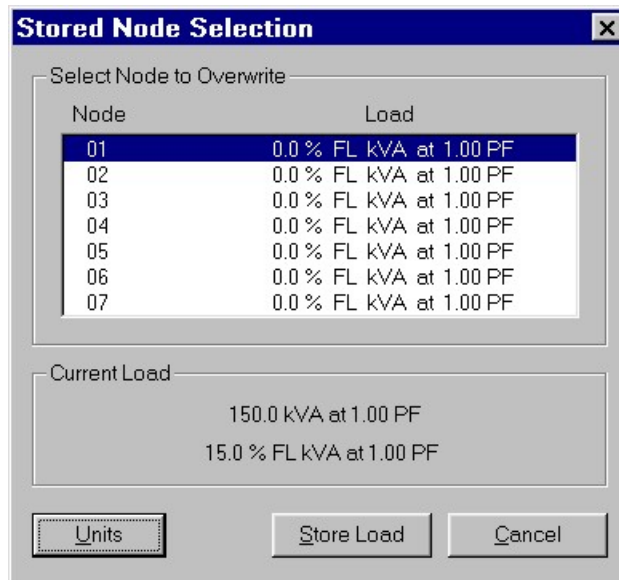 Stored Node Selection
Select Node to Overwrite
Node Load
01 0.0 % FL kVA at 1.00 PF
02 0.0 % FL kVA at 1.00 PF
03 0.0 % FL kVA at 1.00 PF
04 0.0 % FL kVA at 1.00 PF
05 0.0 % FL kVA at 1.00 PF
06 0.0 % FL kVA at 1.00 PF
07 0.0 % FL kVA at 1.00 PF
Current Load
150.0 kVA at 1.00 PF
15.0 % FL kVA at 1.00 PF
Units Store Load Cancel